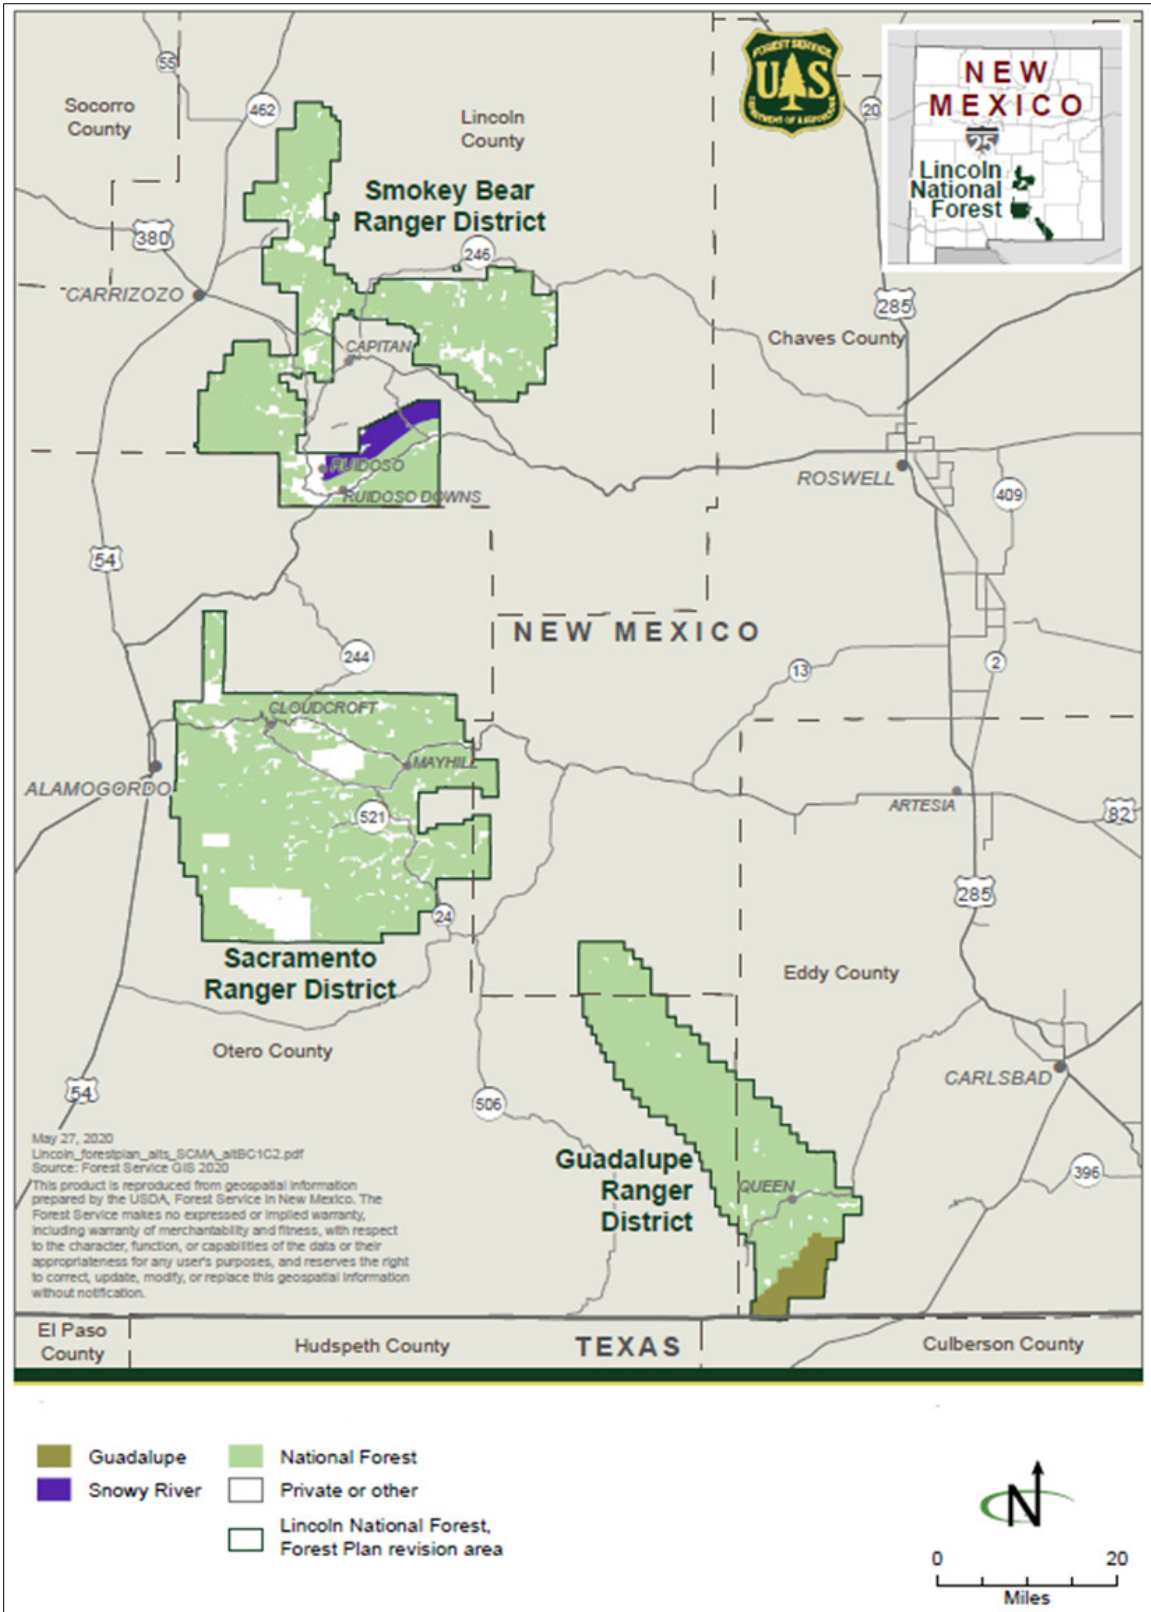 55
Socorro
County
462
Lincoln
County
FOREST SERVICE
U S
DEPARTMENT OF AGRICULTURE
20
NEW
MEXICO
25
Lincoln
National
Forest
Smokey Bear
Ranger District
380
246
CARRIZOZO
285
Chaves County
CAPITAN
RUIDOSO
ROSWELL
RUIDOSO DOWNS
409
54
NEW MEXICO
244
13
2
CLOUDCROFT
MAYHILL
ALAMOGORDO
521
ARTESIA
82
285
24
Sacramento
Ranger District
Eddy County
Otero County
CARLSBAD
54
506
May 27, 2020
Lincoln_forestplan_alts_SCMA_altBC1C2.pdf
Source: Forest Service GIS 2020
This product is reproduced from geospatial information
prepared by the USDA, Forest Service in New Mexico. The
Forest Service makes no expressed or implied warranty,
including warranty of merchantability and fitness, with respect
to the character, function, or capabilities of the data or their
appropriateness for any user's purposes, and reserves the right
to correct, update, modify, or replace this geospatial information
without notification.
Guadalupe
Ranger
District
QUEEN
396
El Paso
County
Hudspeth County
TEXAS
Culberson County
Guadalupe
National Forest
Snowy River
Private or other
Lincoln National Forest,
Forest Plan revision area
N
0 20
Miles